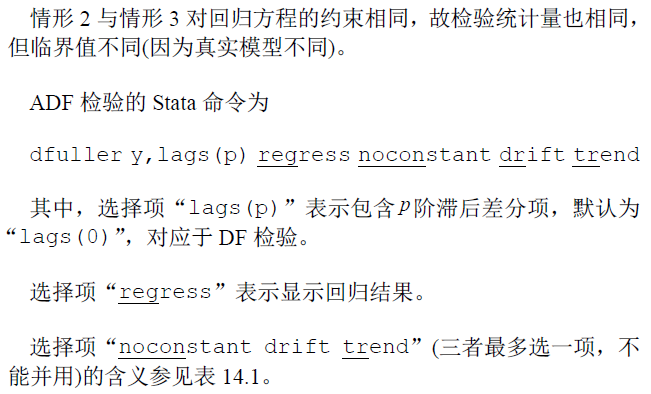 情形 2 与情形 3 对回归方程的约束相同，故检验统计量也相同，
但临界值不同(因为真实模型不同)。
ADF 检验的 Stata 命令为
dfuller y,lags(p) regress noconstant drift trend
其中，选择项“lags(p)”表示包含p阶滞后差分项，默认为
“lags(0)”，对应于 DF 检验。
选择项“regress”表示显示回归结果。
选择项“noconstant drift trend”(三者最多选一项，不
能并用)的含义参见表 14.1。